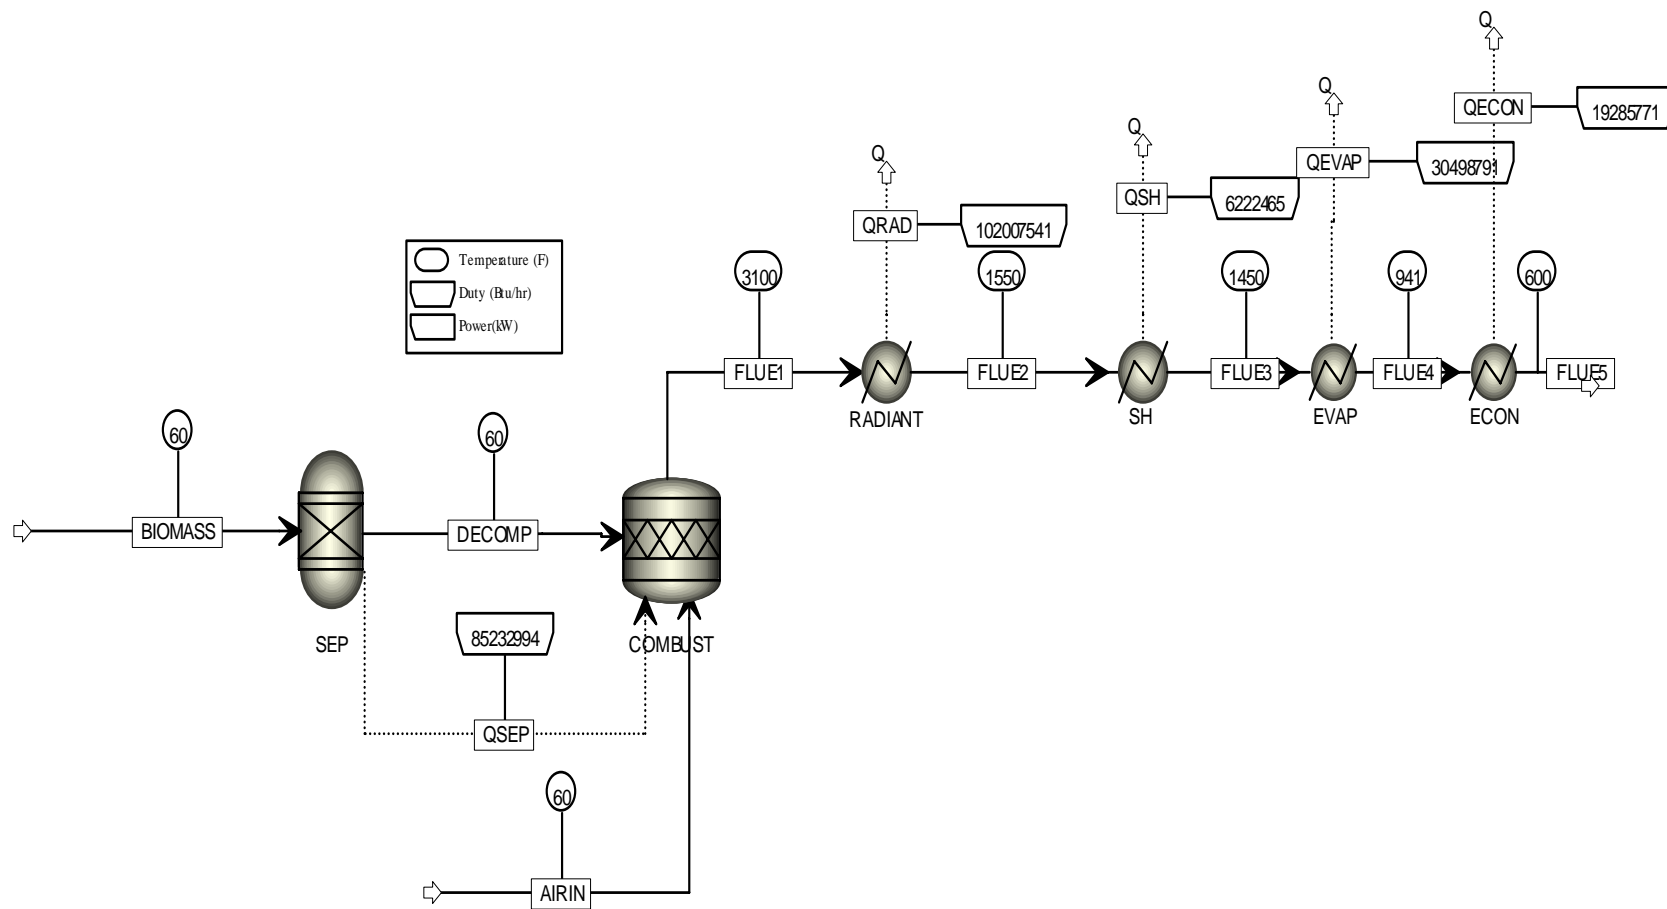 Q
QECON
19285771
Q
QEVAP
30498791
Q
QSH
6222465
Q
QRAD
102007541
Temperature (F)
Duty (Btu/hr)
Power(kW)
3100
1550
1450
941
600
FLUE1
FLUE2
FLUE3
FLUE4
FLUE5
RADIANT
SH
EVAP
ECON
60
60
BIOMASS
DECOMP
SEP
COMBUST
85232994
QSEP
60
AIRIN